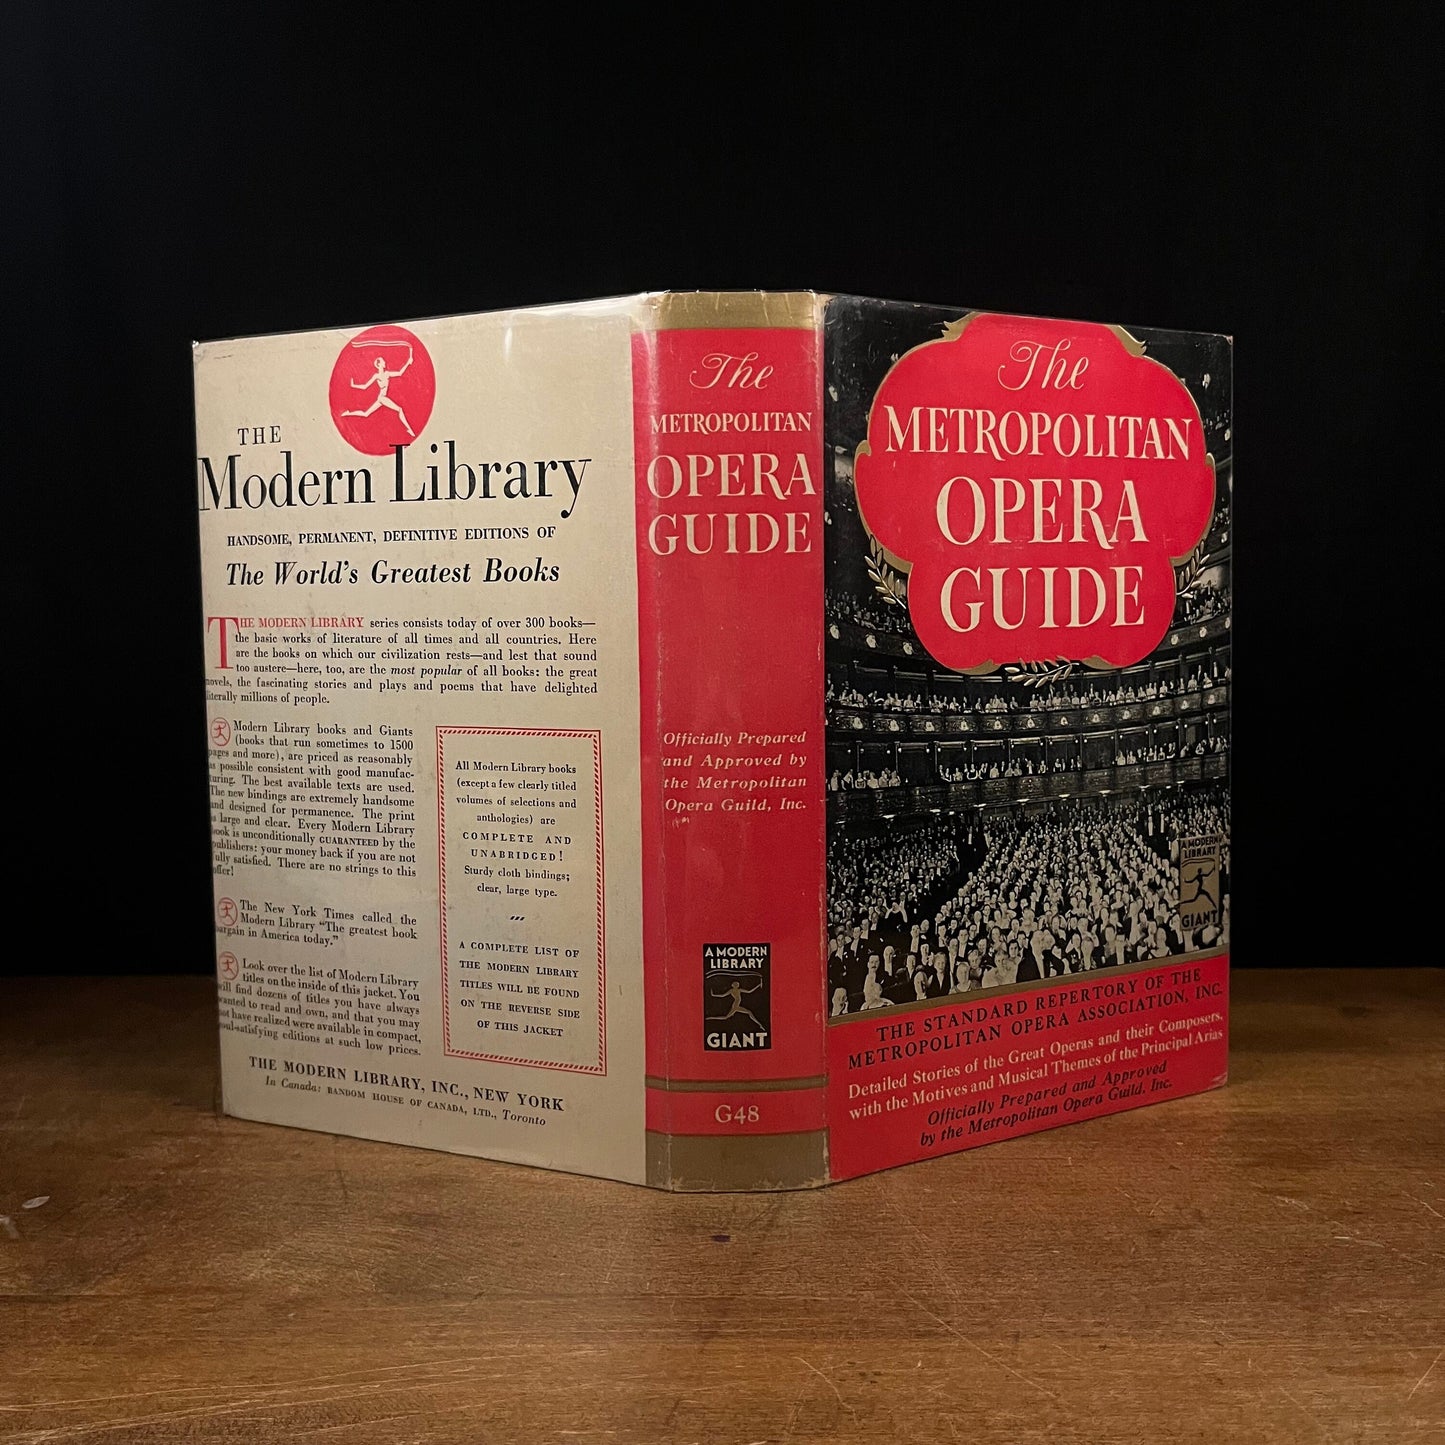 THE
Modern Library
HANDSOME, PERMANENT, DEFINITIVE EDITIONS OF
The World's Greatest Books
THE MODERN LIBRARY series consists today of over 300 books—
the basic works of literature of all times and all countries. Here
are the books on which our civilization rests—and lest that sound
too austere—here, too, are the most popular of all books: the great
novels, the fascinating stories and plays and poems that have delighted
literally millions of people.
Modern Library books and Giants
(books that run sometimes to 1500
pages and more), are priced as reasonably
as possible consistent with good manufac-
turing. The best available texts are used.
The new bindings are extremely handsome
and designed for permanence. The print
is large and clear. Every Modern Library
book is unconditionally GUARANTEED by the
publishers: your money back if you are not
fully satisfied. There are no strings to this
offer!
The New York Times called the
Modern Library "The greatest book
bargain in America today."
Look over the list of Modern Library
titles on the inside of this jacket. You
will find dozens of titles you have always
wanted to read and own, and that you may
not have realized were available in compact,
soul-satisfying editions at such low prices.
All Modern Library books
(except a few clearly titled
volumes of selections and
anthologies) are
COMPLETE AND
UNABRIDGED!
Sturdy cloth bindings;
clear, large type.
A COMPLETE LIST OF
THE MODERN LIBRARY
TITLES WILL BE FOUND
ON THE REVERSE SIDE
OF THIS JACKET
THE MODERN LIBRARY, INC., NEW YORK
In Canada: RANDOM HOUSE OF CANADA, LTD., Toronto
The
METROPOLITAN
OPERA
GUIDE
Officially Prepared
and Approved by
the Metropolitan
Opera Guild, Inc.
A MODERN
LIBRARY
GIANT
G48
The
METROPOLITAN
OPERA
GUIDE
A MODERN
LIBRARY
GIANT
THE STANDARD REPERTORY OF THE
METROPOLITAN OPERA ASSOCIATION, INC.
Detailed Stories of the Great Operas and their Composers,
with the Motives and Musical Themes of the Principal Arias
Officially Prepared and Approved
by the Metropolitan Opera Guild, Inc.